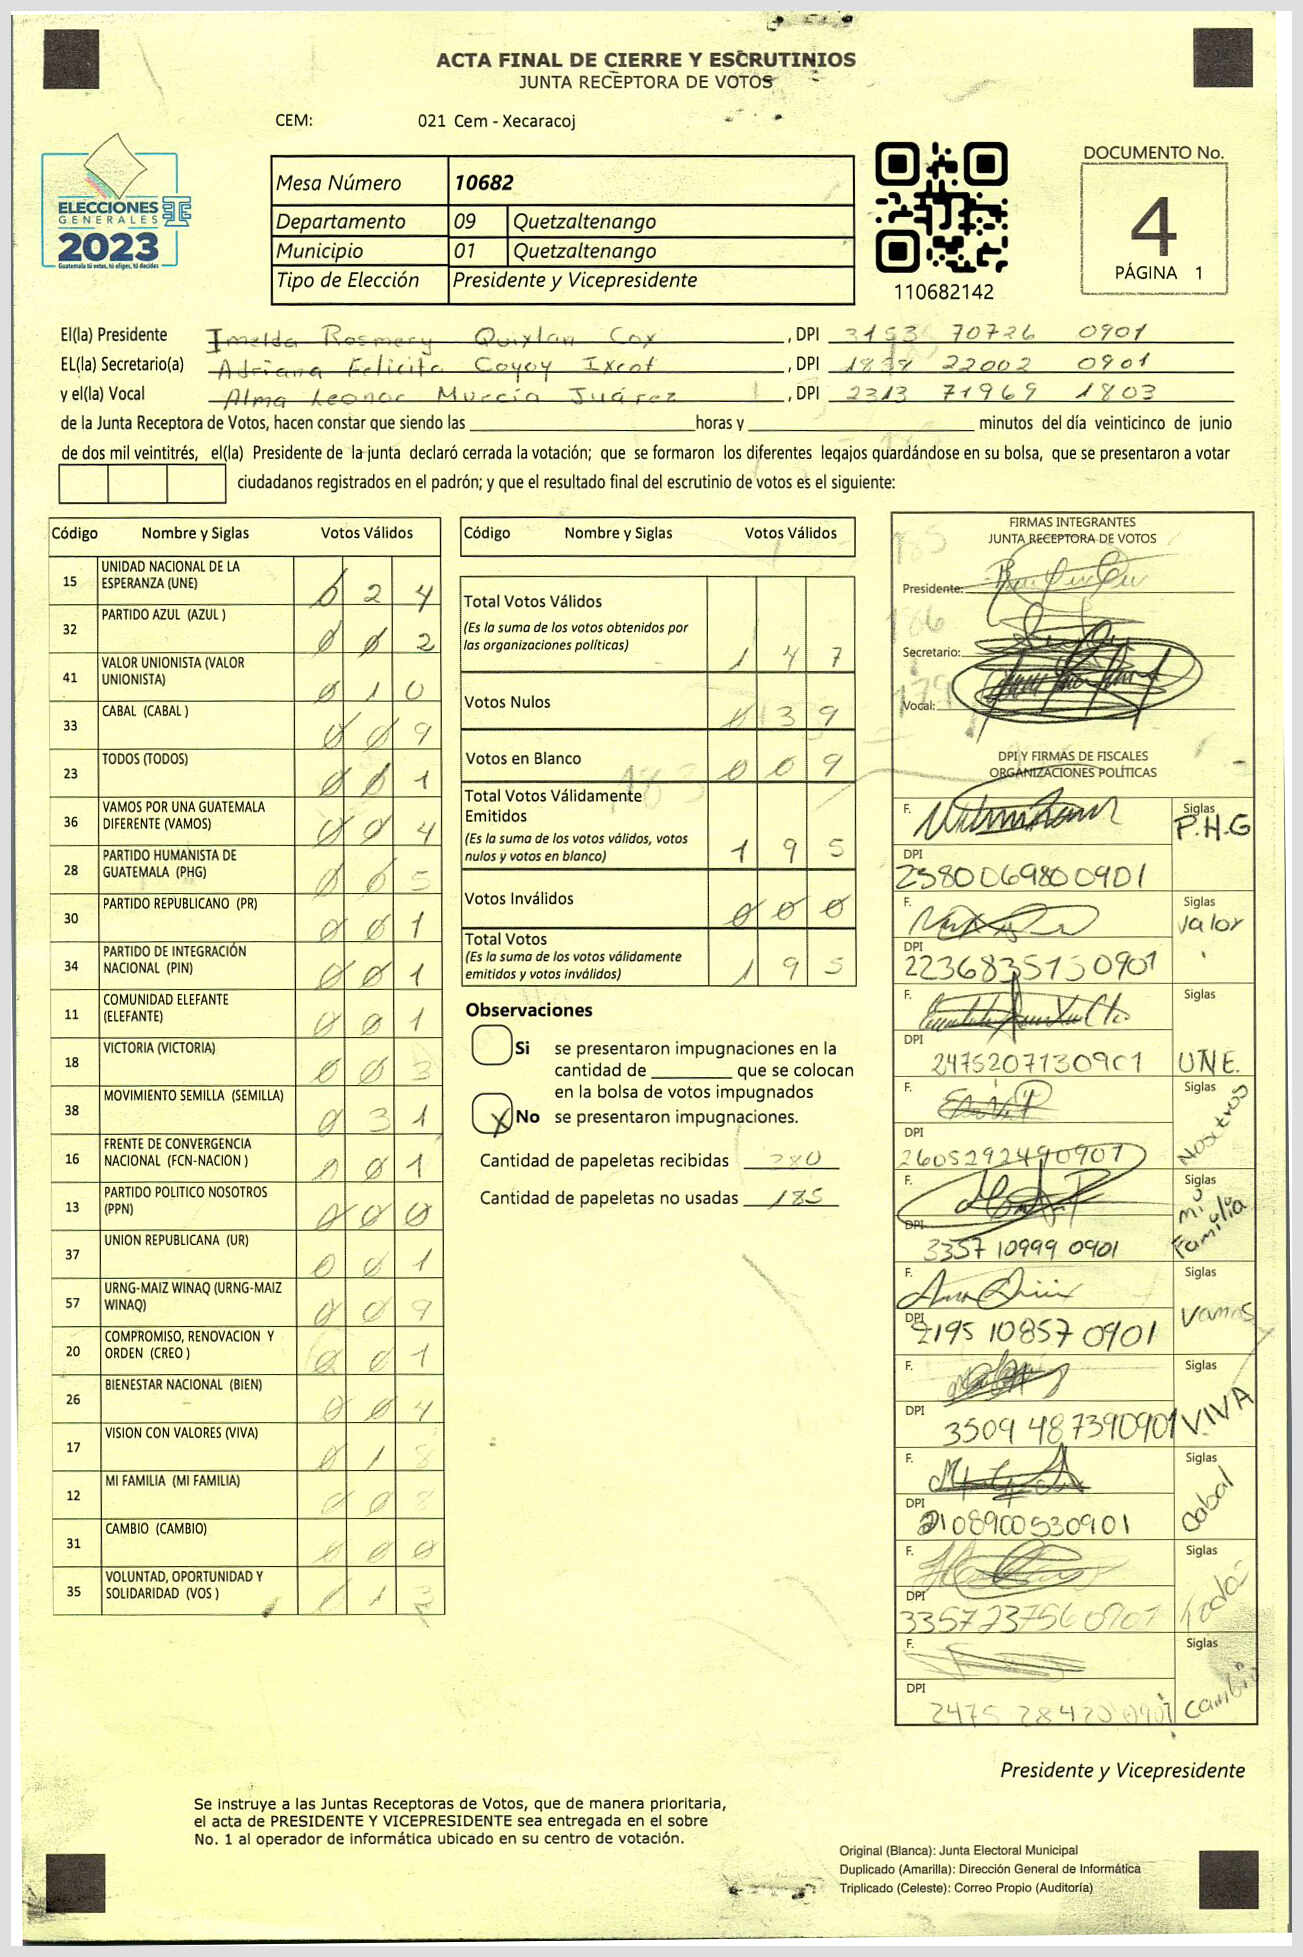 ACTA FINAL DE CIERRE Y ESCRUTINIOS
JUNTA RECEPTORA DE VOTOS
CEM: 021 Cem - Xecaracoj
ELECCIONES
GENERALES
2023
Guatemala tú votas, tú eliges, tú decides
Mesa Número 10682
Departamento 09 Quetzaltenango
Municipio 01 Quetzaltenango
Tipo de Elección Presidente y Vicepresidente
110682142
DOCUMENTO No.
4
PÁGINA 1
El(la) Presidente Imelda Rosmery Quixtan Cox, DPI 3153 70726 0901
EL(la) Secretario(a) Adriana Felicita Coyoy Ixcot, DPI 1839 22002 0901
y el(la) Vocal Alma Leonor Murcia Juárez, DPI 2313 71969 1803
de la Junta Receptora de Votos, hacen constar que siendo las horas y minutos del día veinticinco de junio
de dos mil veintitrés, el(la) Presidente de la junta declaró cerrada la votación; que se formaron los diferentes legajos guardándose en su bolsa, que se presentaron a votar
ciudadanos registrados en el padrón; y que el resultado final del escrutinio de votos es el siguiente:
Código Nombre y Siglas Votos Válidos
15 UNIDAD NACIONAL DE LA ESPERANZA (UNE) 0 2 4
32 PARTIDO AZUL (AZUL ) 0 0 2
41 VALOR UNIONISTA (VALOR UNIONISTA) 0 1 0
33 CABAL (CABAL ) 0 0 9
23 TODOS (TODOS) 0 0 1
36 VAMOS POR UNA GUATEMALA DIFERENTE (VAMOS) 0 0 4
28 PARTIDO HUMANISTA DE GUATEMALA (PHG) 0 0 5
30 PARTIDO REPUBLICANO (PR) 0 0 1
34 PARTIDO DE INTEGRACIÓN NACIONAL (PIN) 0 0 1
11 COMUNIDAD ELEFANTE (ELEFANTE) 0 0 1
18 VICTORIA (VICTORIA) 0 0 3
38 MOVIMIENTO SEMILLA (SEMILLA) 0 3 1
16 FRENTE DE CONVERGENCIA NACIONAL (FCN-NACION ) 0 0 1
13 PARTIDO POLITICO NOSOTROS (PPN) 0 0 0
37 UNION REPUBLICANA (UR) 0 0 1
57 URNG-MAIZ WINAQ (URNG-MAIZ WINAQ) 0 0 9
20 COMPROMISO, RENOVACION Y ORDEN (CREO ) 0 0 1
26 BIENESTAR NACIONAL (BIEN) 0 0 4
17 VISION CON VALORES (VIVA) 0 1 8
12 MI FAMILIA (MI FAMILIA) 0 0 8
31 CAMBIO (CAMBIO) 0 0 0
35 VOLUNTAD, OPORTUNIDAD Y SOLIDARIDAD (VOS )
Código Nombre y Siglas Votos Válidos
Total Votos Válidos 1 4 7
(Es la suma de los votos obtenidos por
las organizaciones políticas)
Votos Nulos 0 3 9
Votos en Blanco 0 0 9
Total Votos Válidamente
Emitidos
(Es la suma de los votos válidos, votos
nulos y votos en blanco) 1 9 5
Votos Inválidos 0 0 0
Total Votos
(Es la suma de los votos válidamente
emitidos y votos inválidos) 1 9 5
Observaciones
Si se presentaron impugnaciones en la
cantidad de que se colocan
en la bolsa de votos impugnados
X No se presentaron impugnaciones.
Cantidad de papeletas recibidas 380
Cantidad de papeletas no usadas 185
FIRMAS INTEGRANTES
JUNTA RECEPTORA DE VOTOS
Presidente:
Secretario:
Vocal:
DPI Y FIRMAS DE FISCALES
ORGANIZACIONES POLÍTICAS
F. Siglas P.H.G
DPI 2580069800901
F. Siglas Valor
DPI 2236835150901
F. Siglas UNE.
DPI 2475207130901
F. Siglas Nosotros
DPI 2605292490901
F. Siglas mi Familia
DPI 3357 10999 0901
F. Siglas Vamos
DPI 2195 10857 0901
F. Siglas VIVA
DPI 3509 487390901
F. Siglas Cabal
DPI 2108900530901
F. Siglas Todos
DPI 3357237560901
F. Siglas Cambio
DPI 2475 28420 0901
Presidente y Vicepresidente
Se instruye a las Juntas Receptoras de Votos, que de manera prioritaria,
el acta de PRESIDENTE Y VICEPRESIDENTE sea entregada en el sobre
No. 1 al operador de informática ubicado en su centro de votación.
Original (Blanca): Junta Electoral Municipal
Duplicado (Amarilla): Dirección General de Informática
Triplicado (Celeste): Correo Propio (Auditoría)